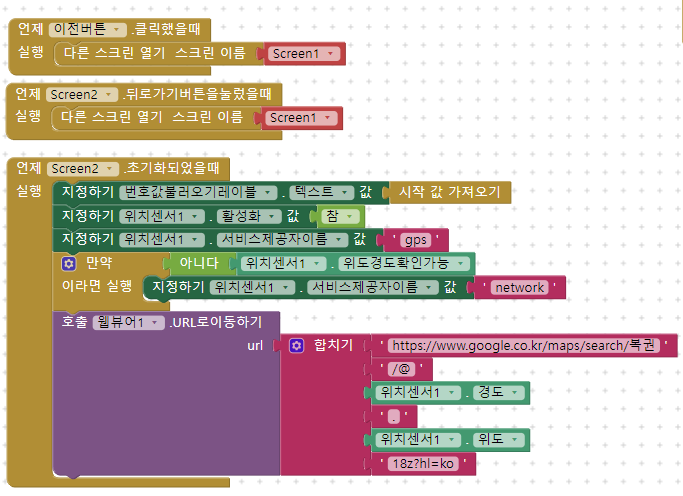 언제 이전버튼 .클릭했을때
실행 다른 스크린 열기 스크린 이름 Screen1
언제 Screen2 .뒤로가기버튼을눌렀을때
실행 다른 스크린 열기 스크린 이름 Screen1
언제 Screen2 .초기화되었을때
실행 지정하기 번호값불러오기레이블 . 텍스트 값 시작 값 가져오기
지정하기 위치센서1 . 활성화 값 참
지정하기 위치센서1 . 서비스제공자이름 값 ' gps '
만약 아니다 위치센서1 . 위도경도확인가능
이라면 실행 지정하기 위치센서1 . 서비스제공자이름 값 ' network '
호출 웹뷰어1 .URL로이동하기
url 합치기 ' https://www.google.co.kr/maps/search/복권 '
' /@ '
위치센서1 . 경도
' . '
위치센서1 . 위도
' 18z?hl=ko '